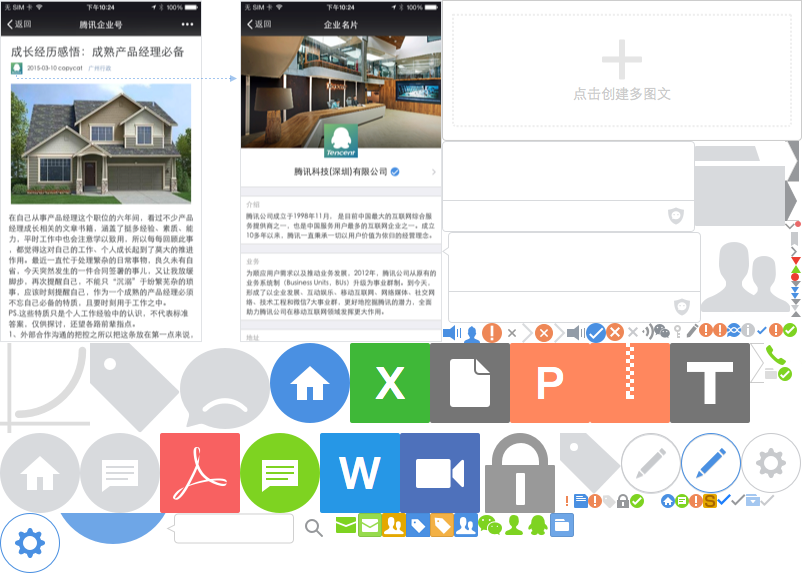 无 SIM 卡
下午10:24
100%
返回
腾讯企业号
成长经历感悟：成熟产品经理必备
2015-03-10 copycat 广州行政
在自己从事产品经理这个职位的六年间，看过不少产
品经理成长相关的文章书籍，涵盖了挺多经验、素质、能
力，平时工作中也会注意学以致用，所以每每回顾此事
，都觉得这对自己的工作、个人成长起到了莫大的推进
作用。最近一直忙于处理繁杂的日常事物，良久未有自
省，今天突然发生的一件合同签署的事儿，又让我放缓
脚步，再次提醒自己，不能只“沉溺”于纷繁芜杂的琐
事，应该时刻提醒自己，作为一个成熟的产品经理必须
不忘自己必备的特质，且要时刻用于工作之中。
PS.这些特质只是个人工作经验中的认识，不代表标准
答案，仅供探讨，还望各路前辈指点。
1、外部合作沟通的把控之所以把这条放在第一点来说，
无 SIM 卡
下午10:24
100%
返回
企业名片
Tencent
腾讯科技(深圳)有限公司
介绍
腾讯公司成立于1998年11月，是目前中国最大的互联网综合服
务提供商之一，也是中国服务用户最多的互联网企业之一。成立
10多年以来，腾讯一直秉承一切以用户价值为依归的经营理念。
业务
为顺应用户需求以及推动业务发展，2012年，腾讯公司从原有的
业务系统制（Business Units，BUs）升级为事业群制。到今天，
形成了以企业发展、互动娱乐、移动互联网、网络媒体、社交网
络、技术工程和微信7大事业群，更好地挖掘腾讯的潜力，全面
助力腾讯公司在移动互联网领域发挥更大作用。
地址
点击创建多图文
X
P
T
W
S